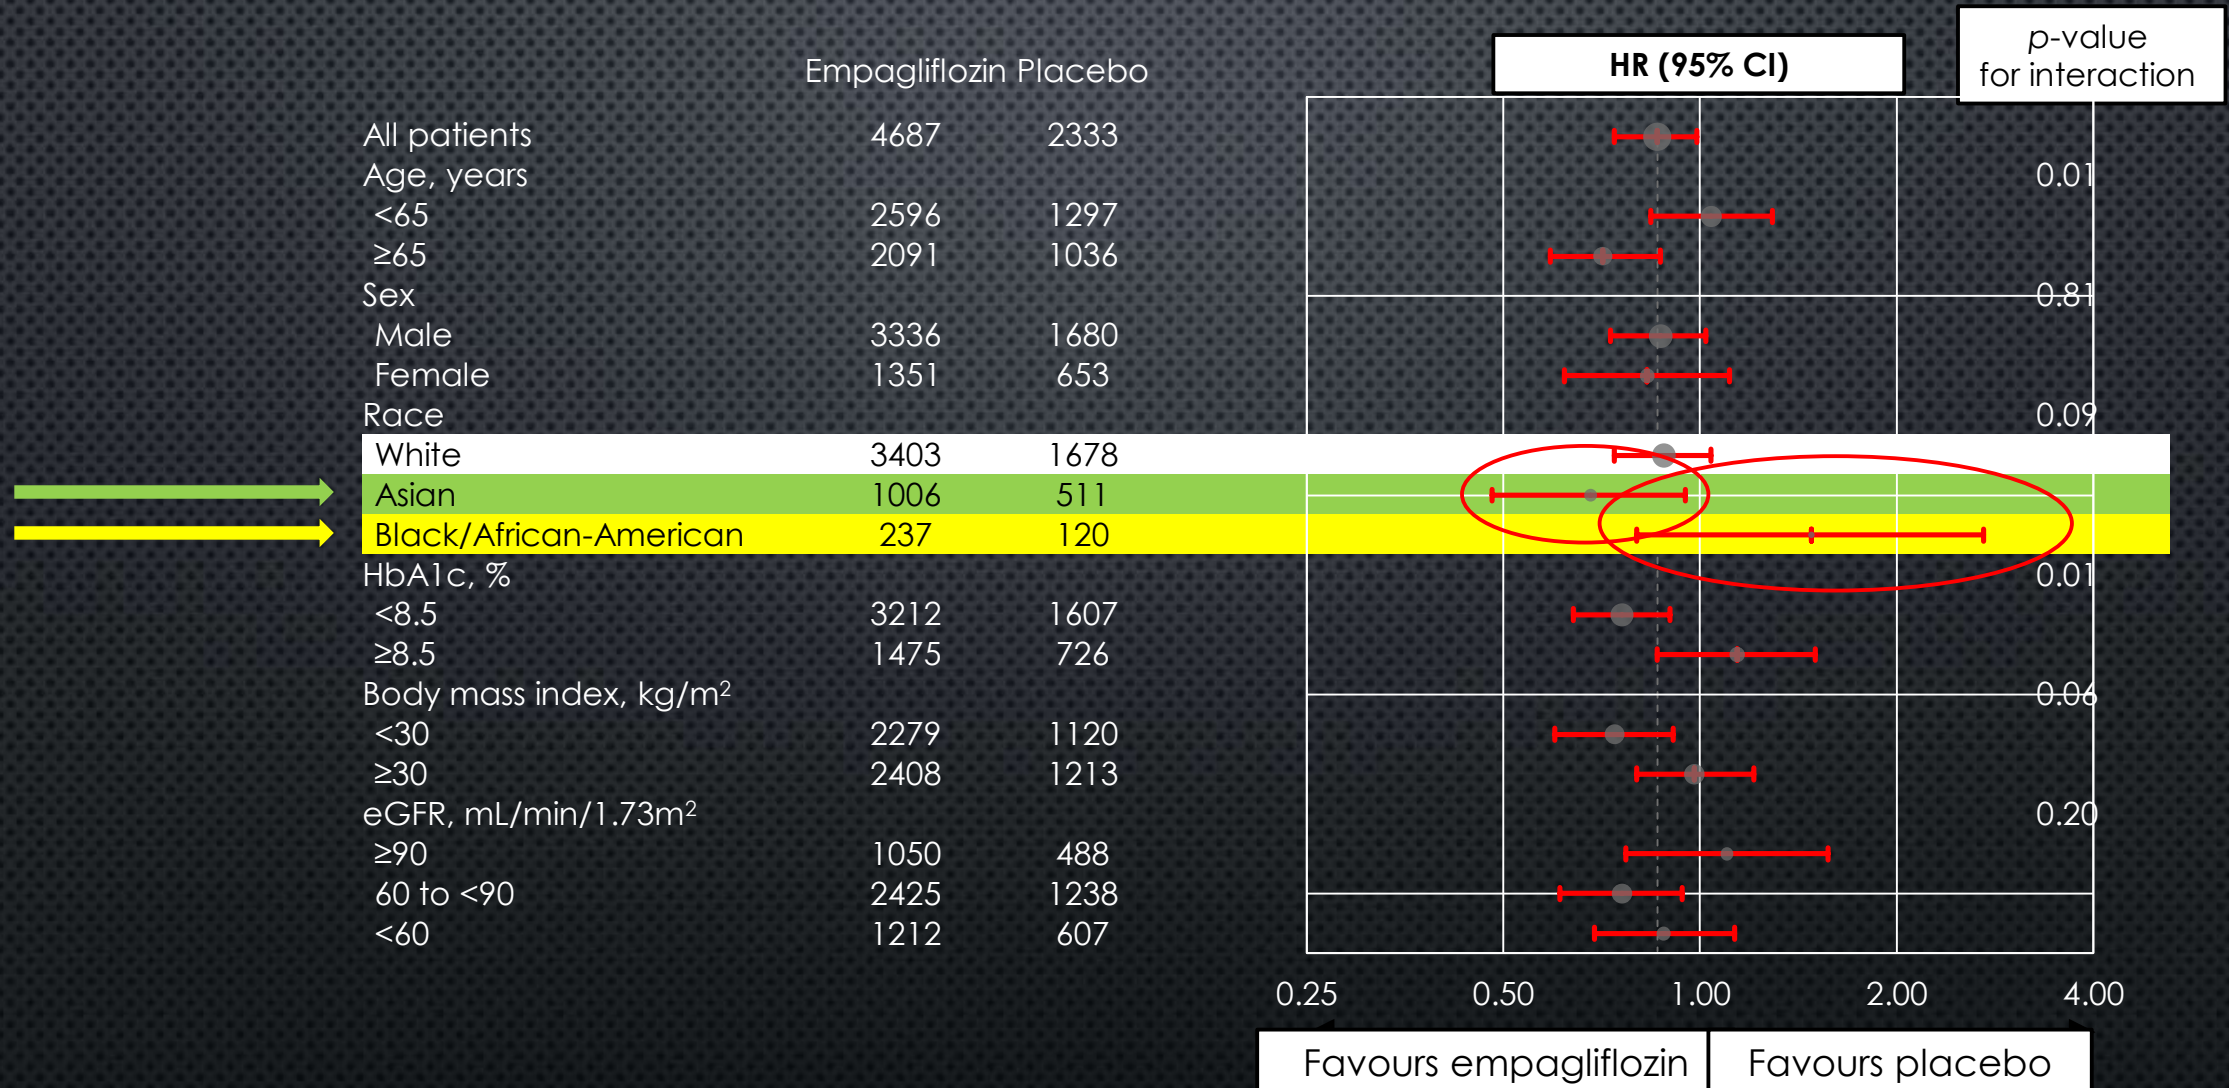 Empagliflozin Placebo
HR (95% CI)
p-value
for interaction
All patients 4687 2333
Age, years 0.01
<65 2596 1297
≥65 2091 1036
Sex 0.81
Male 3336 1680
Female 1351 653
Race 0.09
White 3403 1678
Asian 1006 511
Black/African-American 237 120
HbA1c, % 0.01
<8.5 3212 1607
≥8.5 1475 726
Body mass index, kg/m² 0.06
<30 2279 1120
≥30 2408 1213
eGFR, mL/min/1.73m² 0.20
≥90 1050 488
60 to <90 2425 1238
<60 1212 607
0.25 0.50 1.00 2.00 4.00
Favours empagliflozin Favours placebo